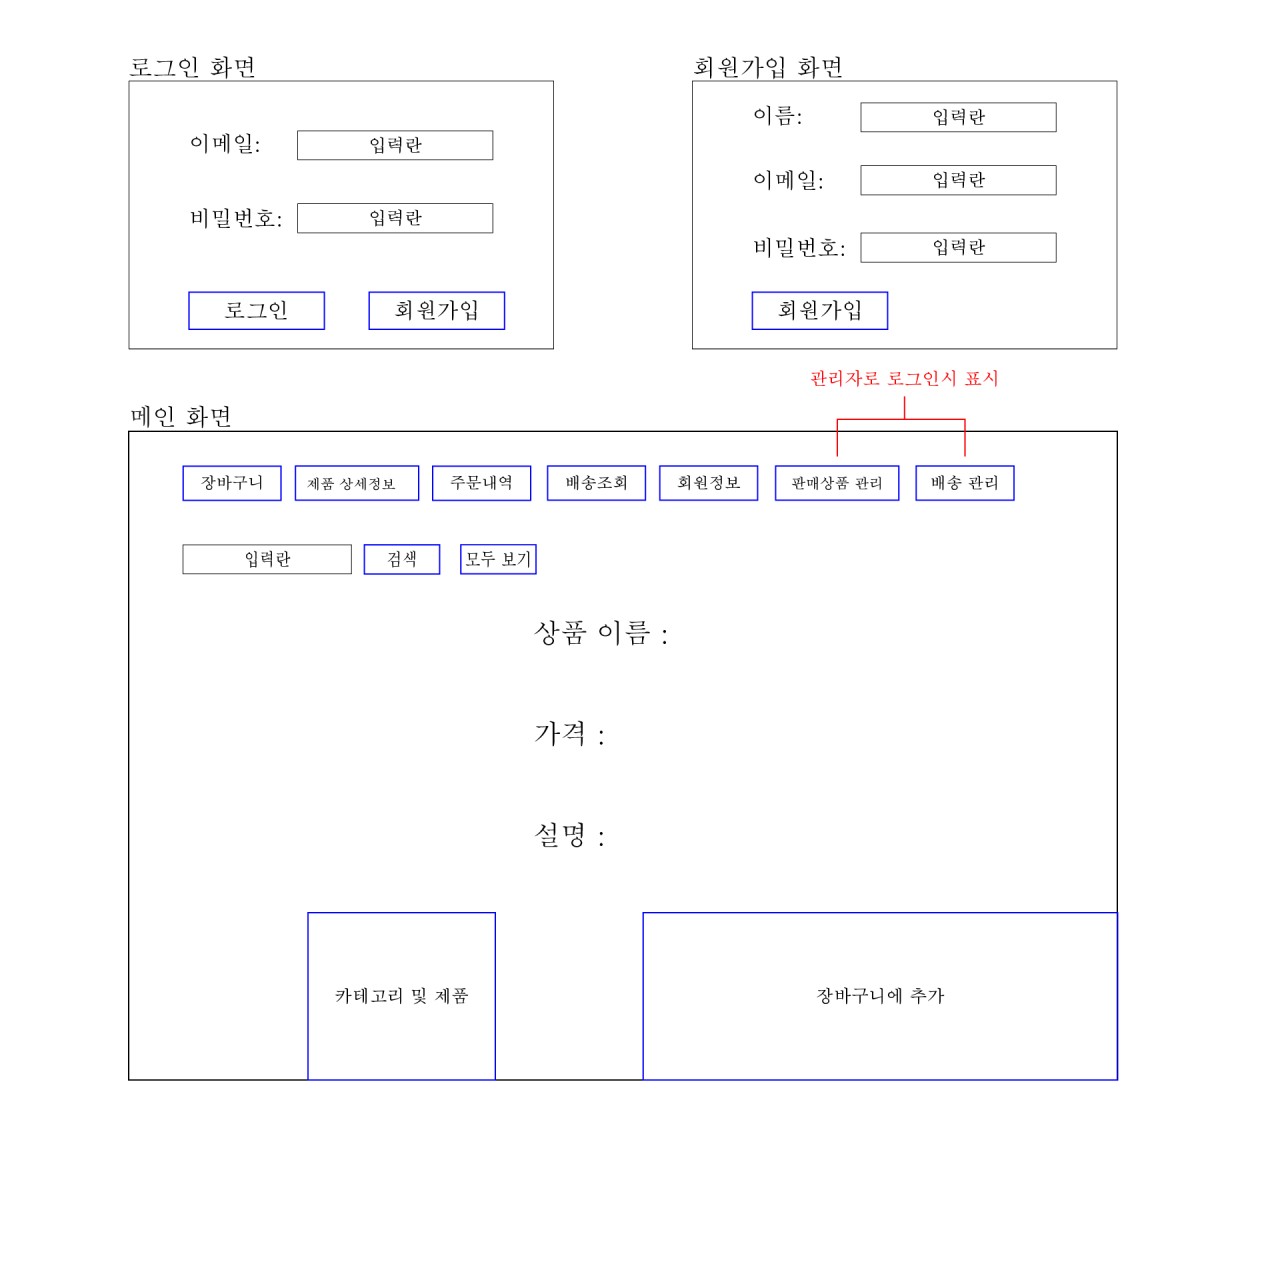 로그인 화면
이메일: 입력란
비밀번호: 입력란
로그인 회원가입
회원가입 화면
이름: 입력란
이메일: 입력란
비밀번호: 입력란
회원가입
관리자로 로그인시 표시
메인 화면
장바구니 제품 상세정보 주문내역 배송조회 회원정보 판매상품 관리 배송 관리
입력란 검색 모두 보기
상품 이름 :
가격 :
설명 :
카테고리 및 제품 장바구니에 추가